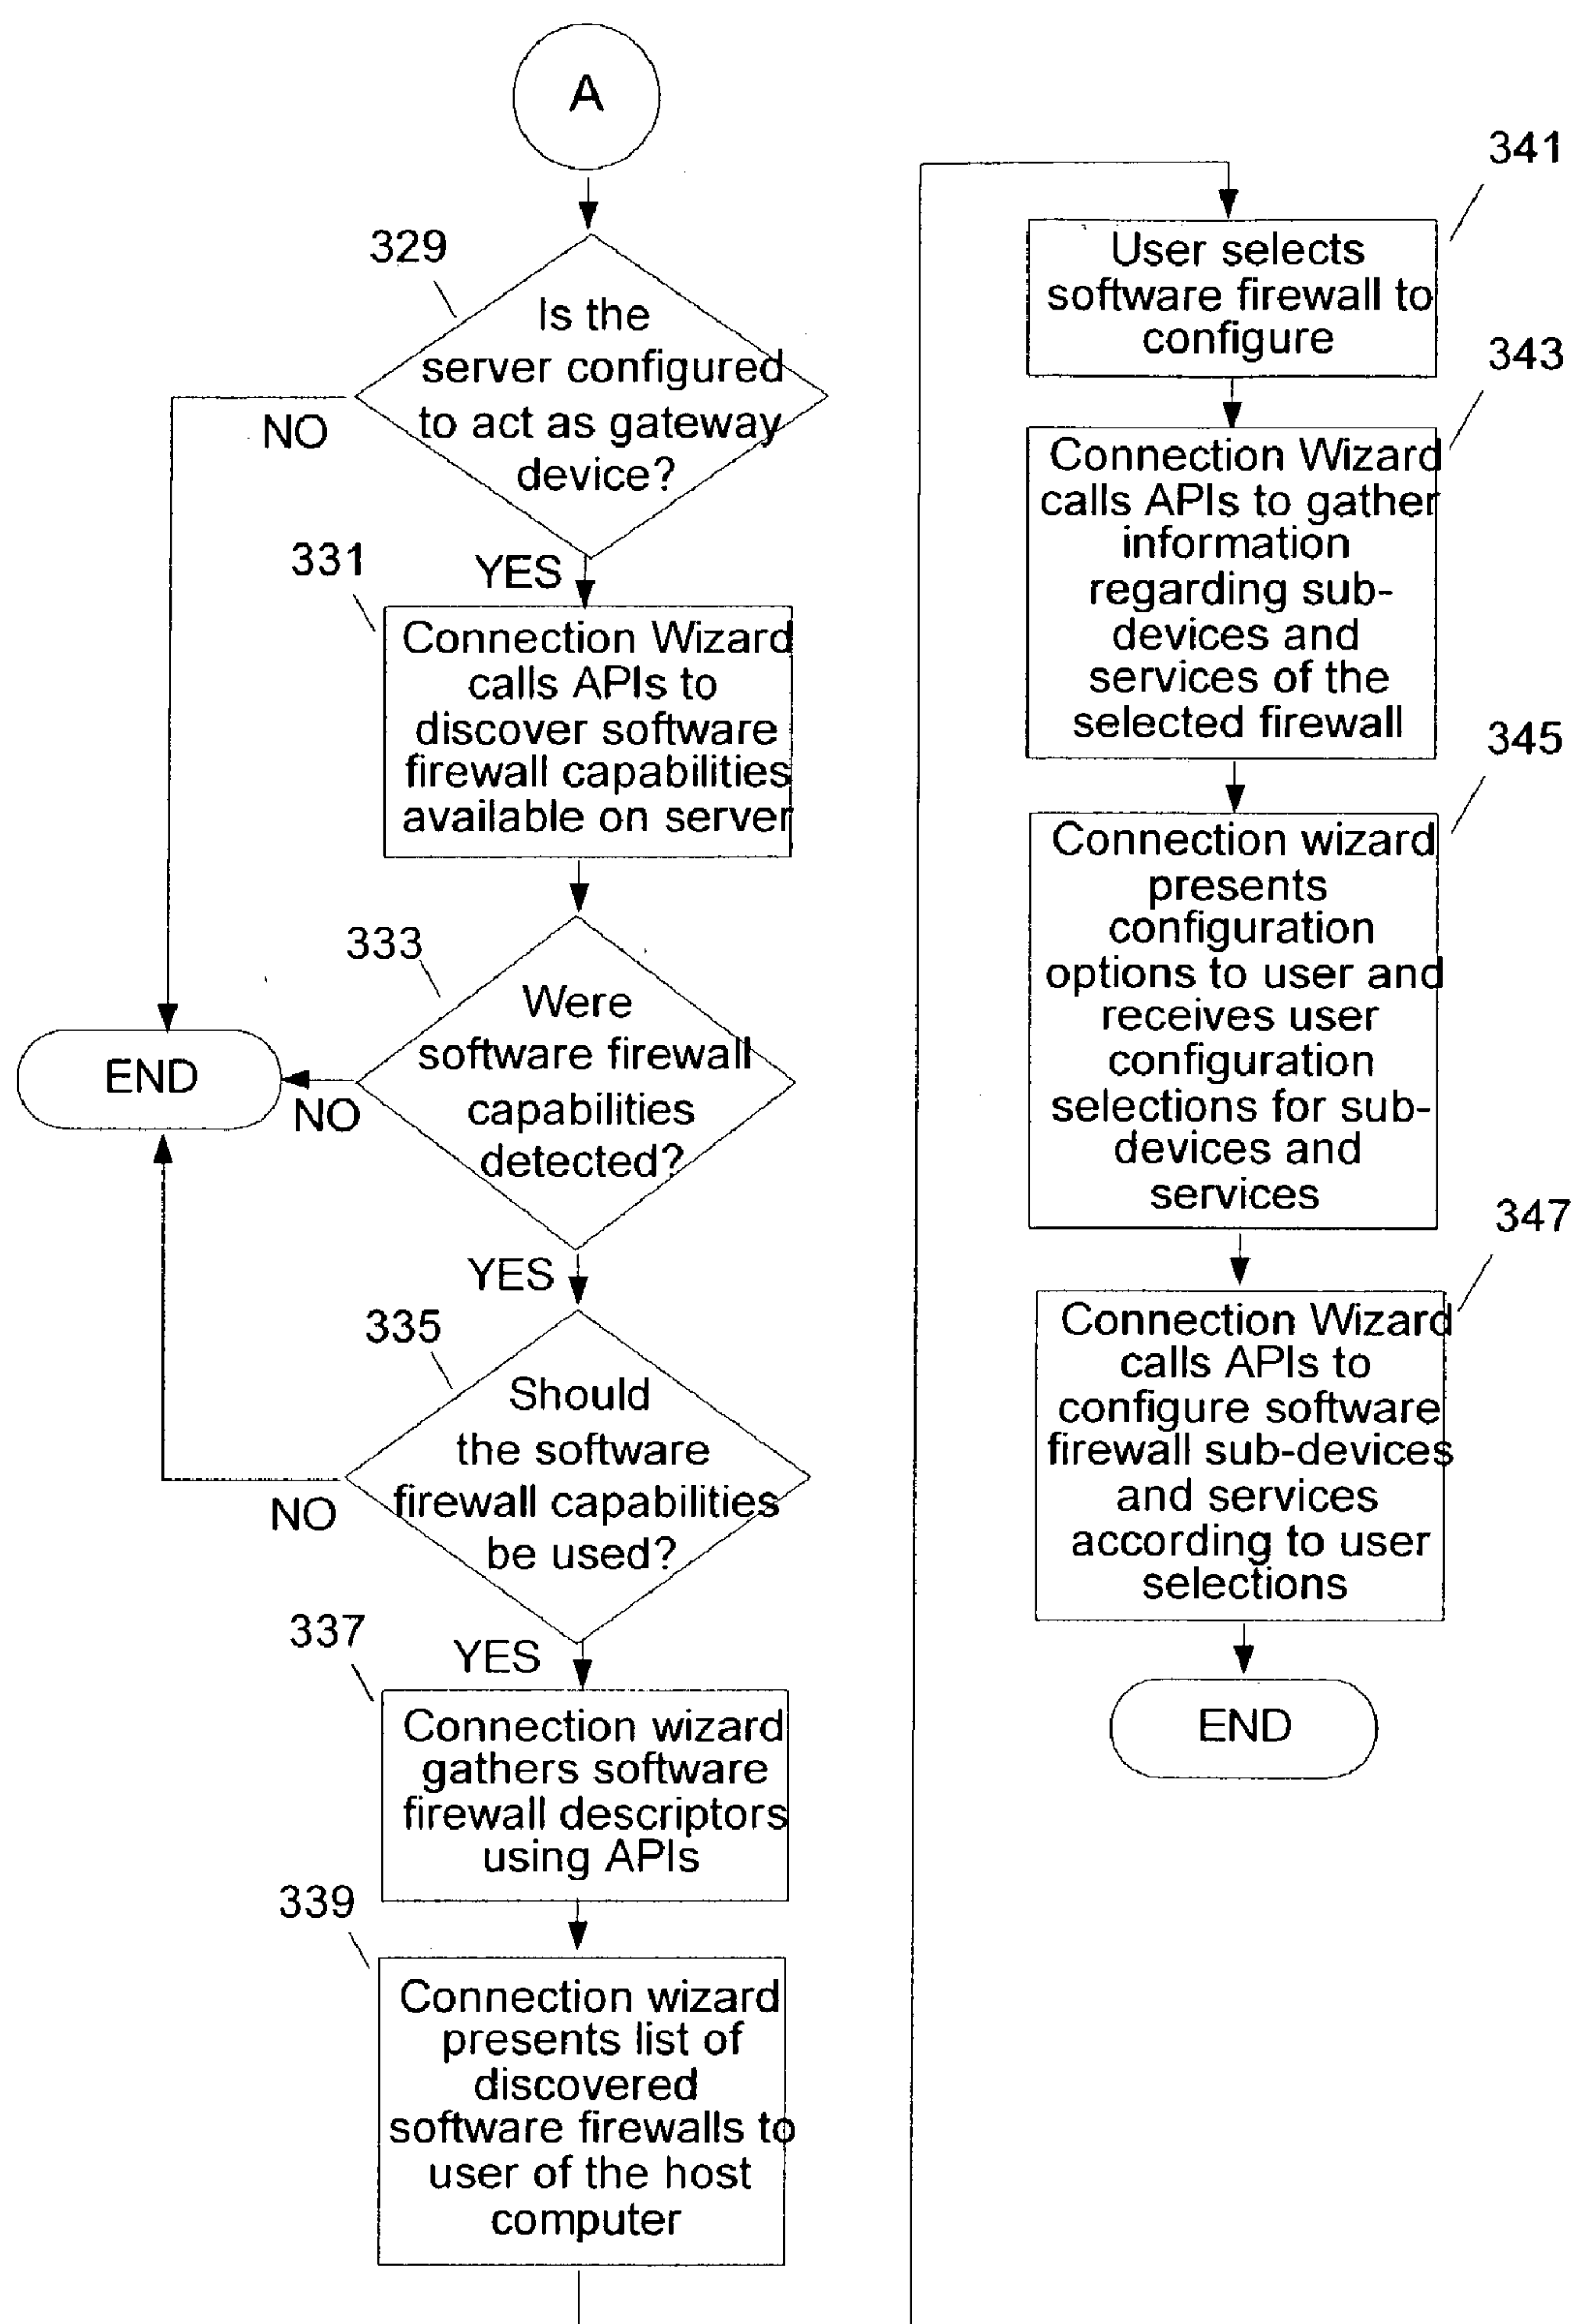 A
329
Is the
server configured
to act as gateway
device?
NO
YES
331
Connection Wizard
calls APIs to
discover software
firewall capabilities
available on server
333
Were
software firewall
capabilities
detected?
END
NO
YES
335
Should
the software
firewall capabilities
be used?
NO
YES
337
Connection wizard
gathers software
firewall descriptors
using APIs
339
Connection wizard
presents list of
discovered
software firewalls to
user of the host
computer
341
User selects
software firewall to
configure
343
Connection Wizard
calls APIs to gather
information
regarding sub-
devices and
services of the
selected firewall
345
Connection wizard
presents
configuration
options to user and
receives user
configuration
selections for sub-
devices and
services
347
Connection Wizard
calls APIs to
configure software
firewall sub-devices
and services
according to user
selections
END